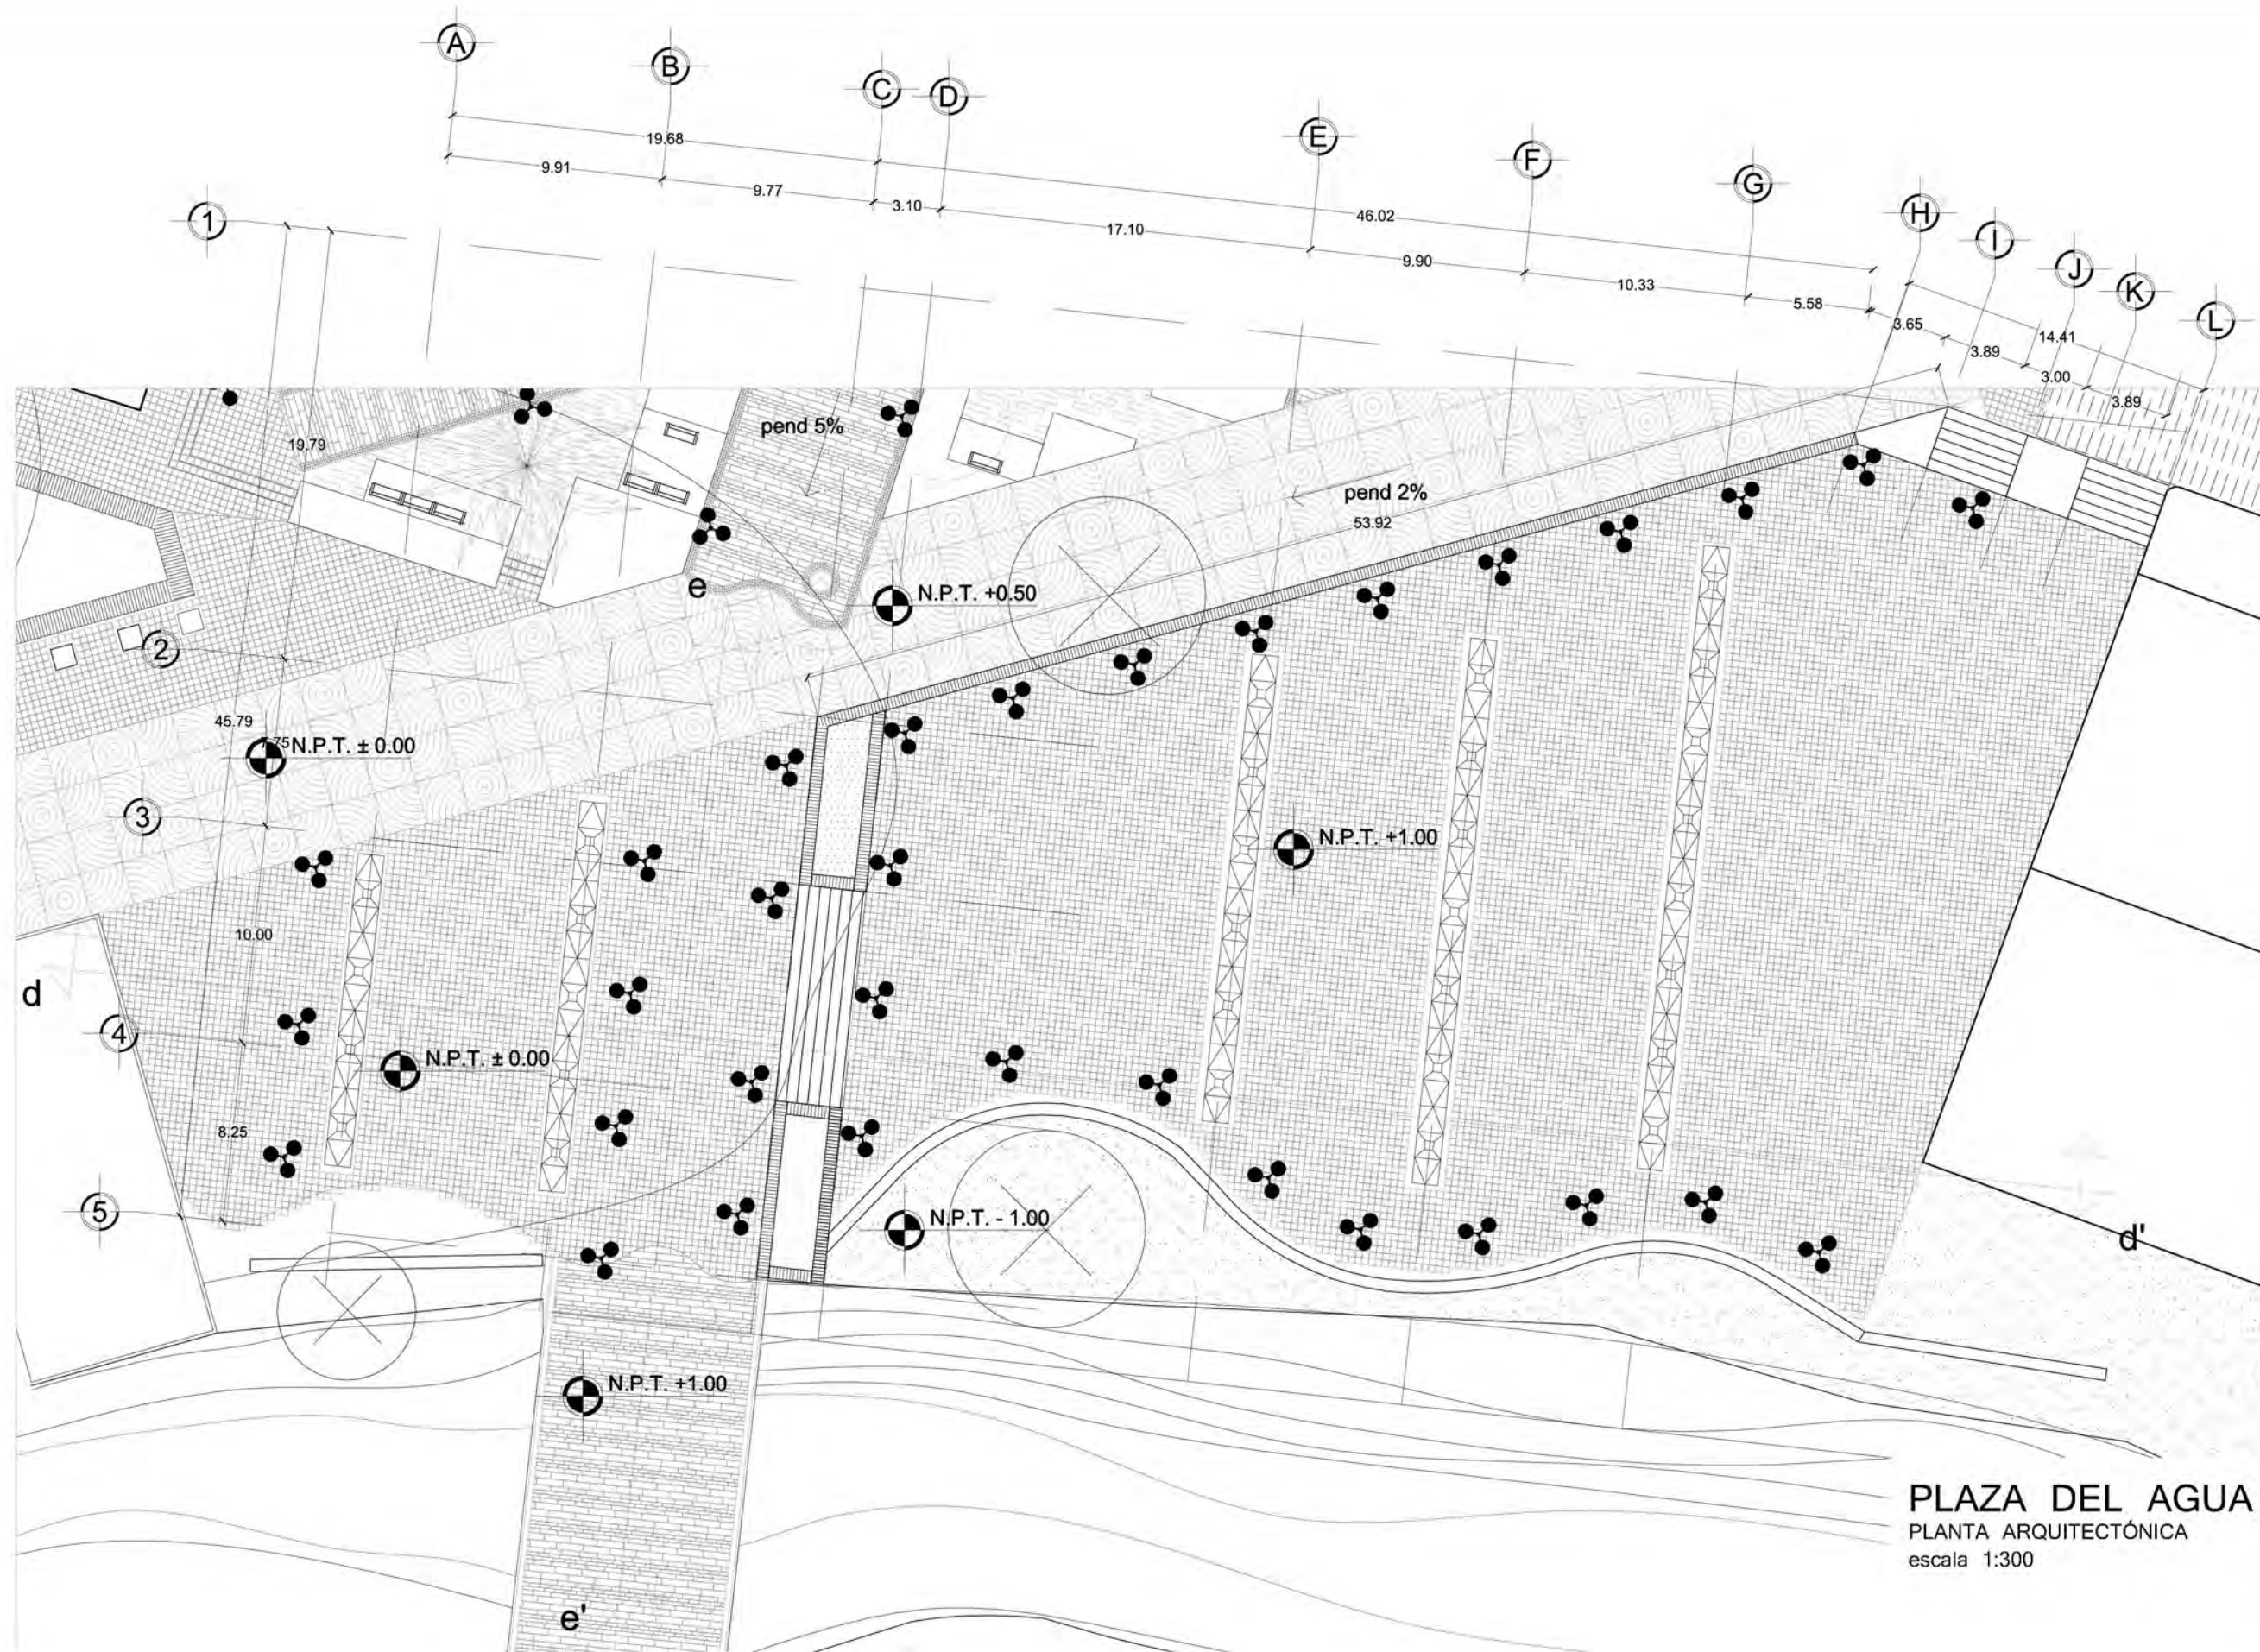 A
B
C
D
E
F
G
H
I
J
K
L
19.68
46.02
14.41
9.91
9.77
3.10
17.10
9.90
10.33
5.58
3.65
3.89
3.00
3.89
1
19.79
pend 5%
pend 2%
53.92
e
N.P.T. +0.50
2
45.79
7.75
N.P.T. ± 0.00
3
N.P.T. +1.00
10.00
d
4
N.P.T. ± 0.00
8.25
5
N.P.T. - 1.00
d'
N.P.T. +1.00
e'
PLAZA DEL AGUA
PLANTA ARQUITECTÓNICA
escala 1:300